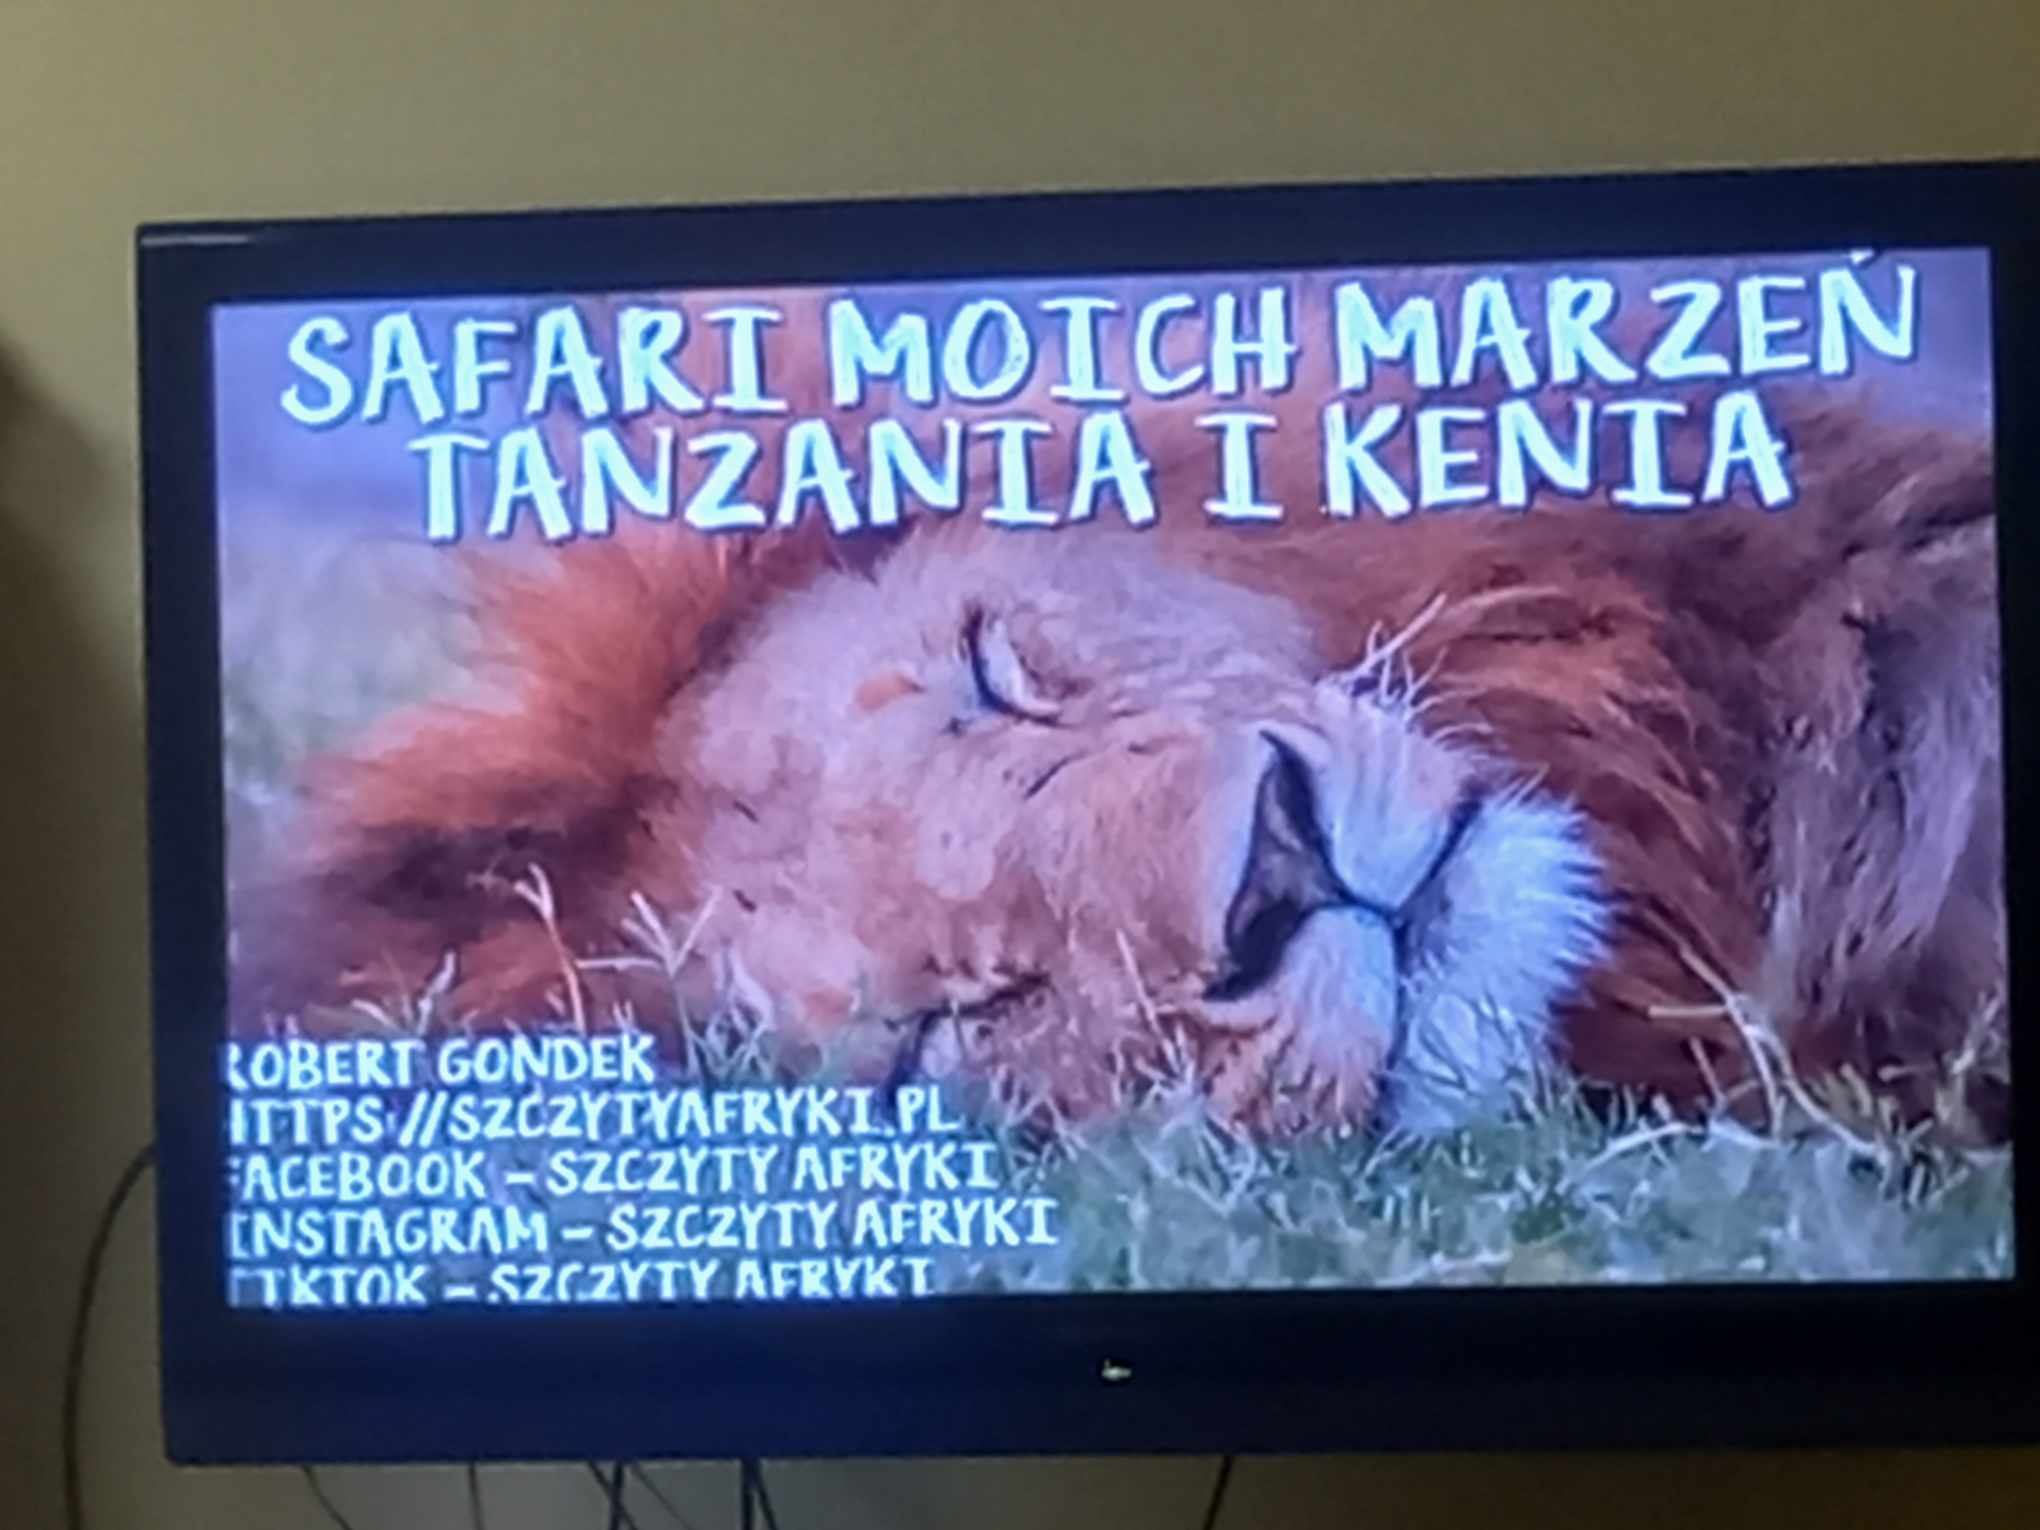 SAFARI MOICH MARZEŃ
TANZANIA I KENIA
ROBERT GONDEK
HTTPS://SZCZYTYAFRYKI.PL
FACEBOOK – SZCZYTY AFRYKI
INSTAGRAM – SZCZYTY AFRYKI
TIKTOK – SZCZYTY AFRYKI